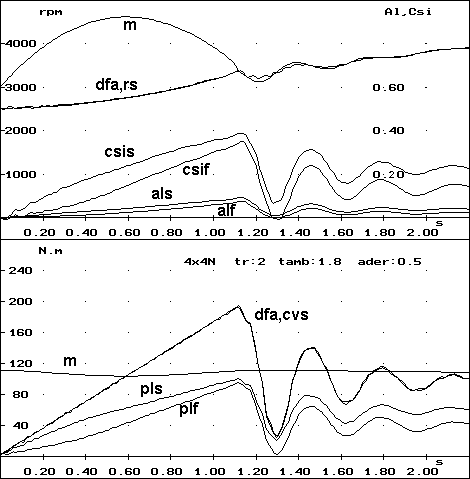 rpm Al,Csi
m
4000
dfa,rs
3000 0.60
2000 0.40
csis
csif 0.20
1000
als
alf
0.20 0.40 0.60 0.80 1.00 1.20 1.40 1.60 1.80 2.00 s
N.m
4x4N tr:2 tamb:1.8 ader:0.5
240
200
dfa,cvs
160
120
m
80
pls
plf
40
0.20 0.40 0.60 0.80 1.00 1.20 1.40 1.60 1.80 2.00 s